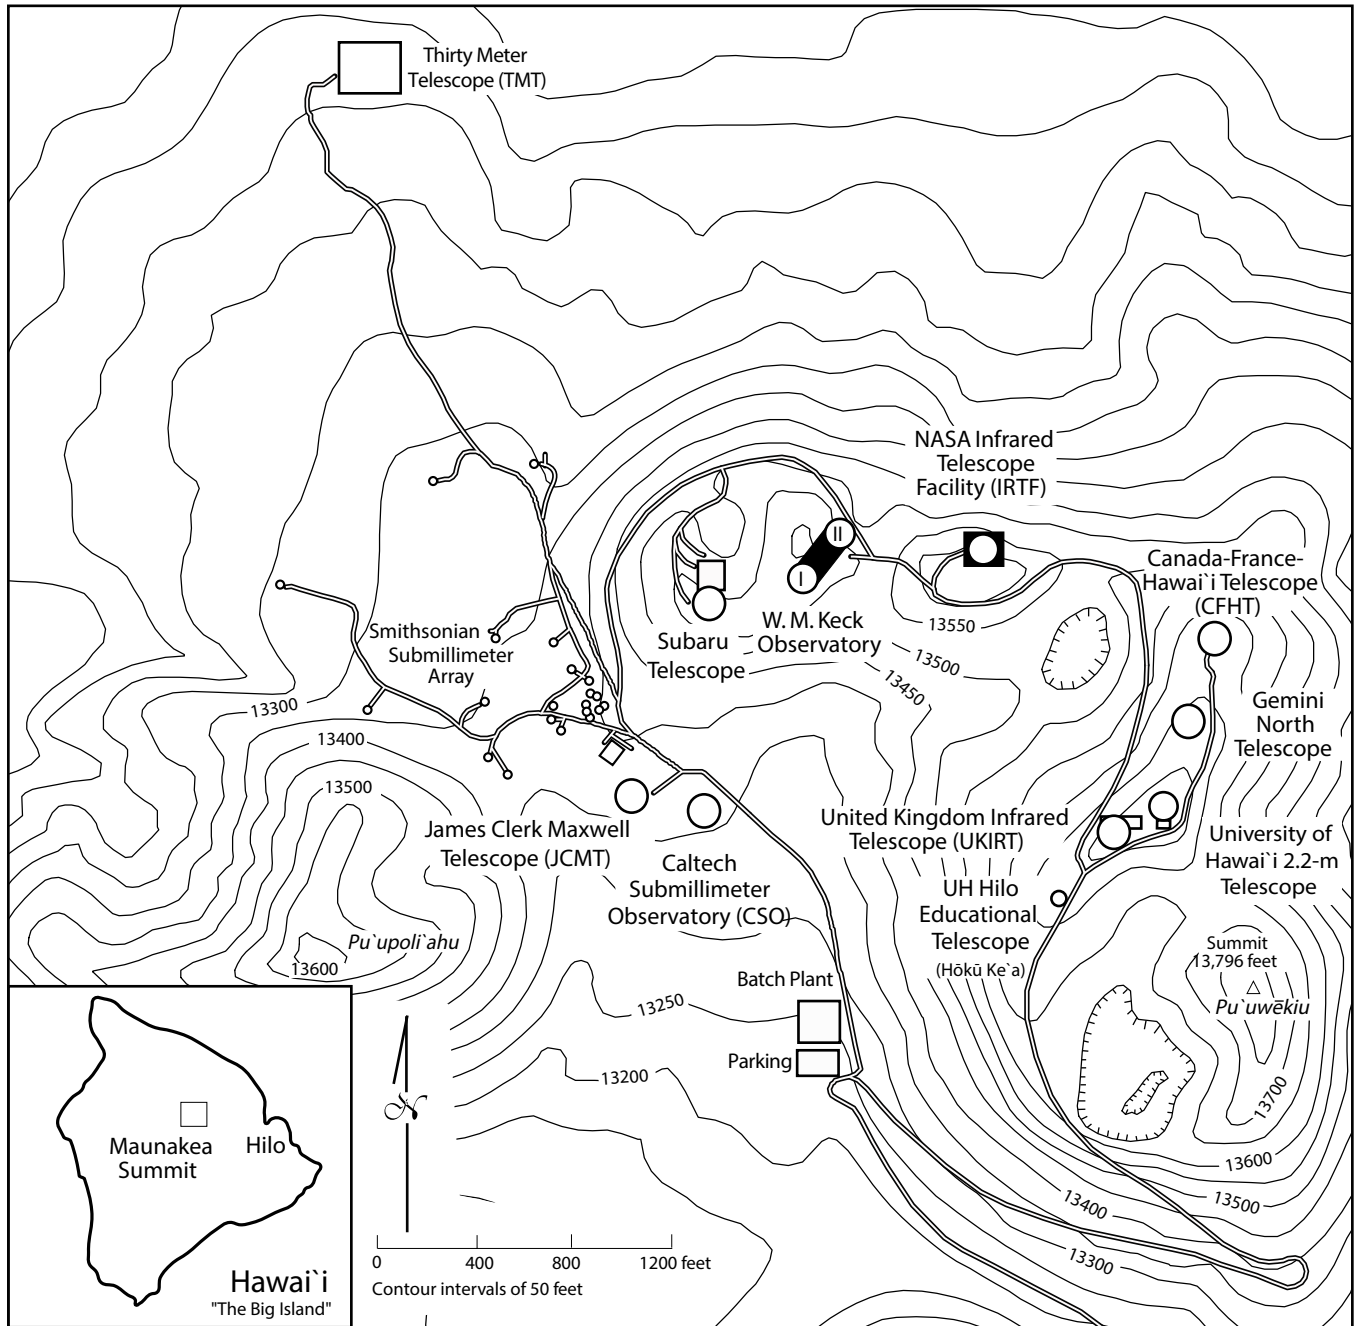 Thirty Meter
Telescope (TMT)
NASA Infrared
Telescope
Facility (IRTF)
II
I
Canada-France-
Hawai`i Telescope
(CFHT)
Smithsonian
Submillimeter
Array
Subaru
Telescope
W. M. Keck
Observatory
13550
13500
13450
Gemini
North
Telescope
13300
13400
13500
James Clerk Maxwell
Telescope (JCMT)
United Kingdom Infrared
Telescope (UKIRT)
University of
Hawai`i 2.2-m
Telescope
Caltech
Submillimeter
Observatory (CSO)
UH Hilo
Educational
Telescope
(Hōkū Ke`a)
Pu`upoli`ahu
13600
Summit
13,796 feet
Pu`uwēkiu
Batch Plant
13250
Parking
13200
13700
13600
13500
13400
13300
N
0 400 800 1200 feet
Contour intervals of 50 feet
Maunakea
Summit
Hilo
Hawai`i
"The Big Island"